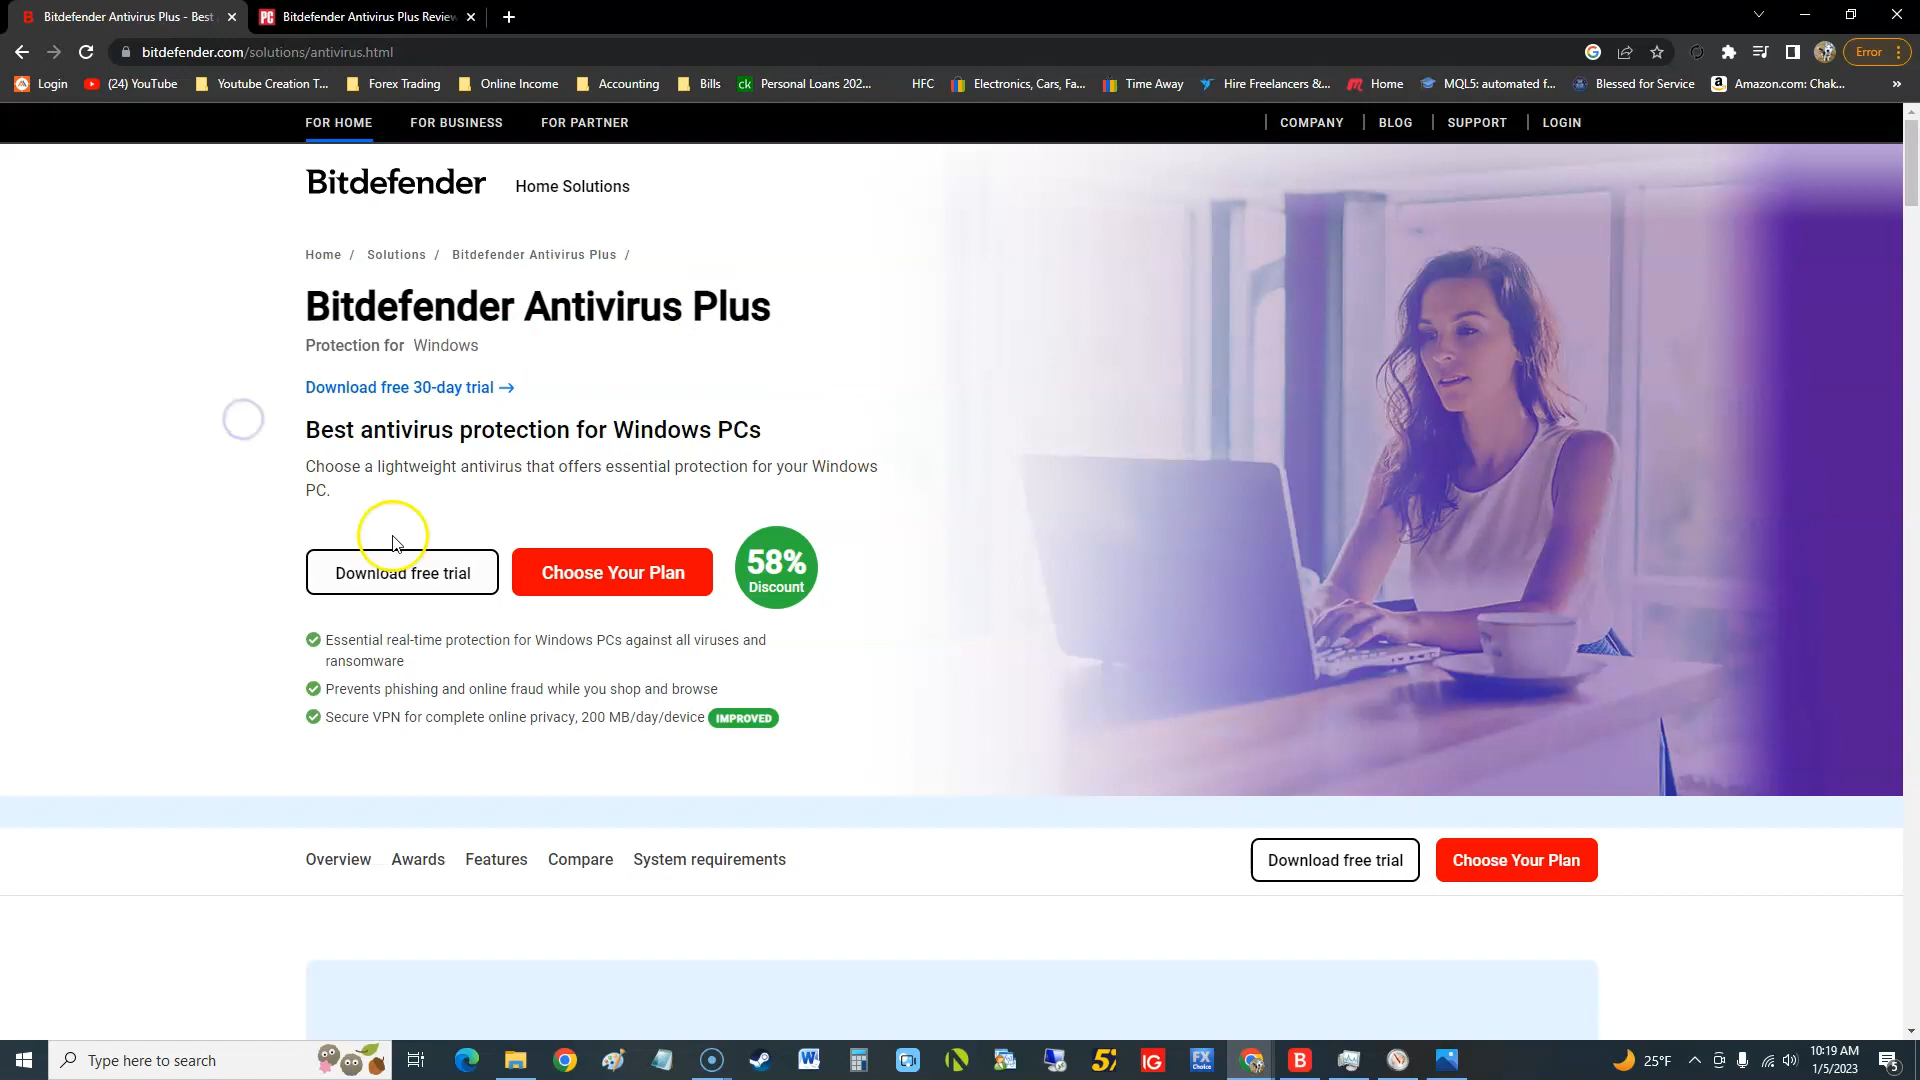 Bitdefender Antivirus Plus - Best
Bitdefender Antivirus Plus Review
bitdefender.com/solutions/antivirus.html
Error
Login
(24) YouTube
Youtube Creation T...
Forex Trading
Online Income
Accounting
Bills
Personal Loans 202...
HFC
Electronics, Cars, Fa...
Time Away
Hire Freelancers &...
Home
MQL5: automated f...
Blessed for Service
Amazon.com: Chak...
FOR HOME FOR BUSINESS FOR PARTNER
COMPANY BLOG SUPPORT LOGIN
Bitdefender Home Solutions
Home / Solutions / Bitdefender Antivirus Plus /
Bitdefender Antivirus Plus
Protection for Windows
Download free 30-day trial →
Best antivirus protection for Windows PCs
Choose a lightweight antivirus that offers essential protection for your Windows
PC.
Download free trial
Choose Your Plan
58%
Discount
Essential real-time protection for Windows PCs against all viruses and
ransomware
Prevents phishing and online fraud while you shop and browse
Secure VPN for complete online privacy, 200 MB/day/device IMPROVED
Overview Awards Features Compare System requirements
Download free trial
Choose Your Plan
Type here to search
25°F
10:19 AM
1/5/2023
5